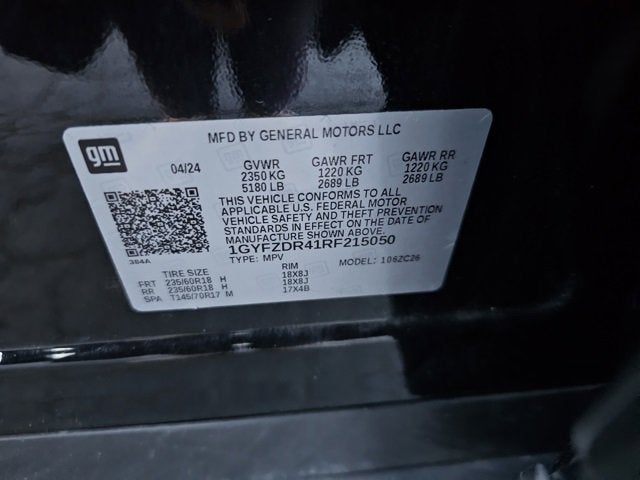 gm
MFD BY GENERAL MOTORS LLC
04/24 GVWR GAWR FRT GAWR RR
2350 KG 1220 KG 1220 KG
5180 LB 2689 LB 2689 LB
THIS VEHICLE CONFORMS TO ALL
APPLICABLE U.S. FEDERAL MOTOR
VEHICLE SAFETY AND THEFT PREVENTION
STANDARDS IN EFFECT ON THE DATE OF
MANUFACTURE SHOWN ABOVE.
1GYFZDR41RF215050
384A TYPE: MPV MODEL: 106ZC26
TIRE SIZE RIM
FRT 235/60R18 H 18X8J
RR 235/60R18 H 18X8J
SPA T145/70R17 M 17X4B